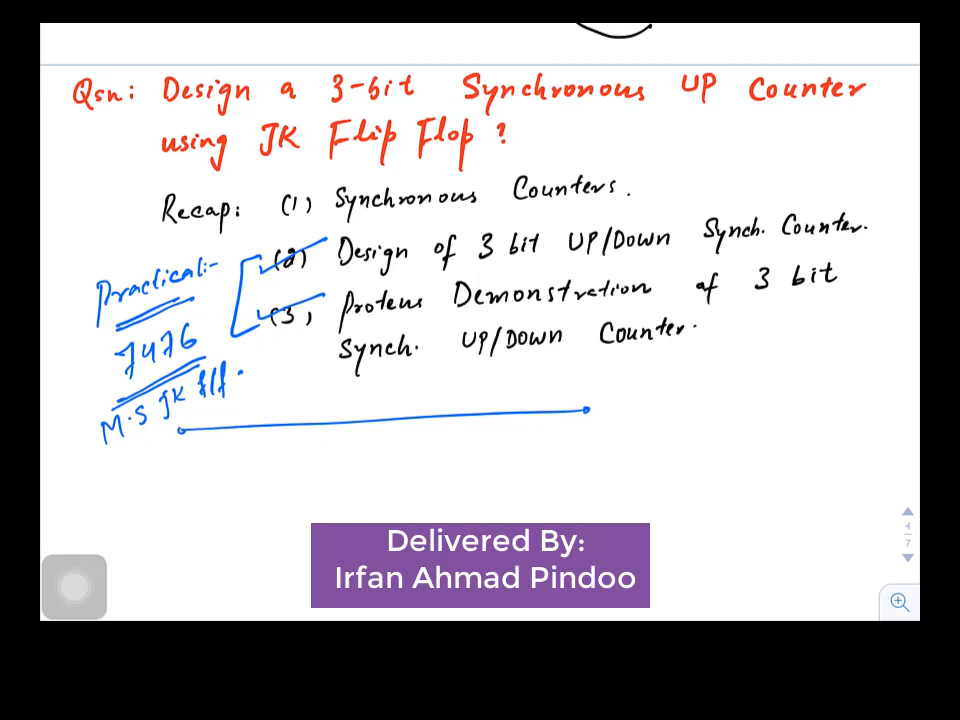 Qsn: Design a 3-bit Synchronous UP Counter
using JK Flip Flop ?
Recap: (1) Synchronous Counters.
(2) Design of 3 bit UP/DOWN Synch. Counter.
(3) Proteus Demonstration of 3 bit
Synch. UP/DOWN Counter.
Practical:-
7476
M.S JK f/f.
Delivered By:
Irfan Ahmad Pindoo
4
7